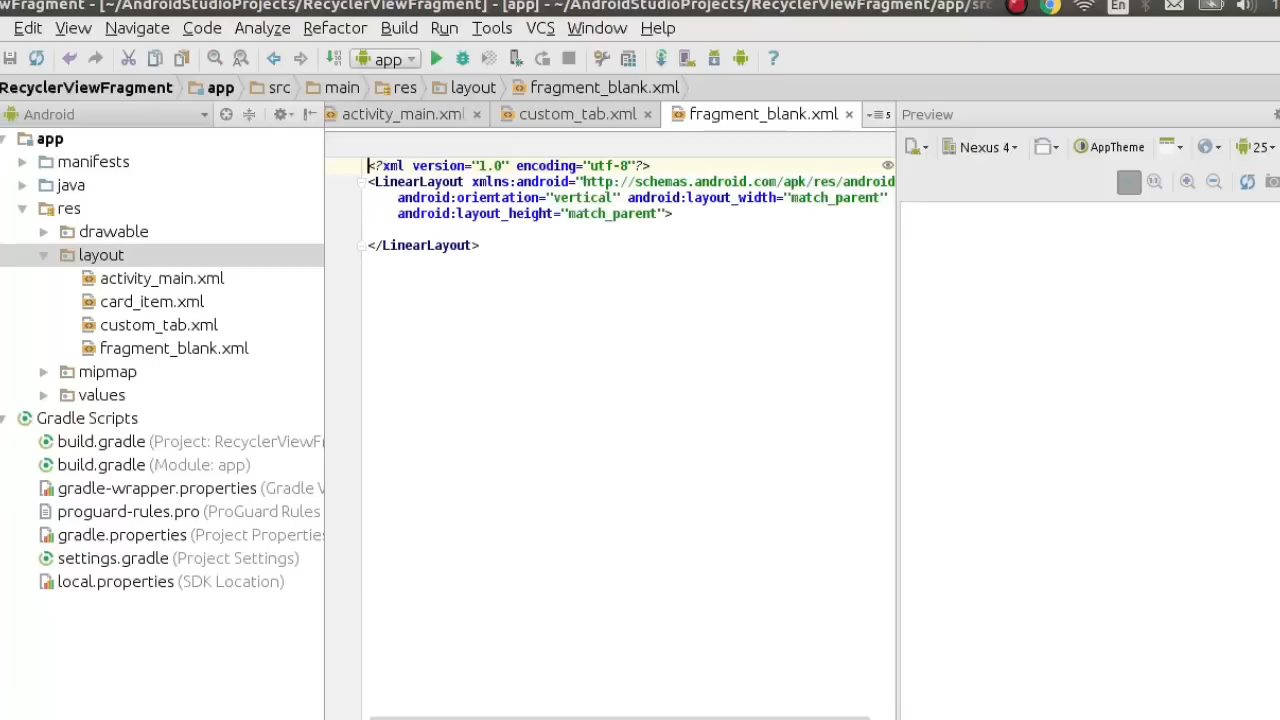 wFragment - [~/AndroidStudioProjects/RecyclerViewFragment] - [app] - ~/AndroidStudioProjects/RecyclerViewFragment/app/src
En
Edit View Navigate Code Analyze Refactor Build Run Tools VCS Window Help
app
RecyclerViewFragment app src main res layout fragment_blank.xml
Android
activity_main.xml custom_tab.xml fragment_blank.xml 5 Preview
app
manifests
java
res
drawable
layout
activity_main.xml
card_item.xml
custom_tab.xml
fragment_blank.xml
mipmap
values
Gradle Scripts
build.gradle (Project: RecyclerViewFr
build.gradle (Module: app)
gradle-wrapper.properties (Gradle V
proguard-rules.pro (ProGuard Rules
gradle.properties (Project Properties
settings.gradle (Project Settings)
local.properties (SDK Location)
<?xml version="1.0" encoding="utf-8"?>
<LinearLayout xmlns:android="http://schemas.android.com/apk/res/android
android:orientation="vertical" android:layout_width="match_parent"
android:layout_height="match_parent">
</LinearLayout>
Nexus 4 AppTheme 25